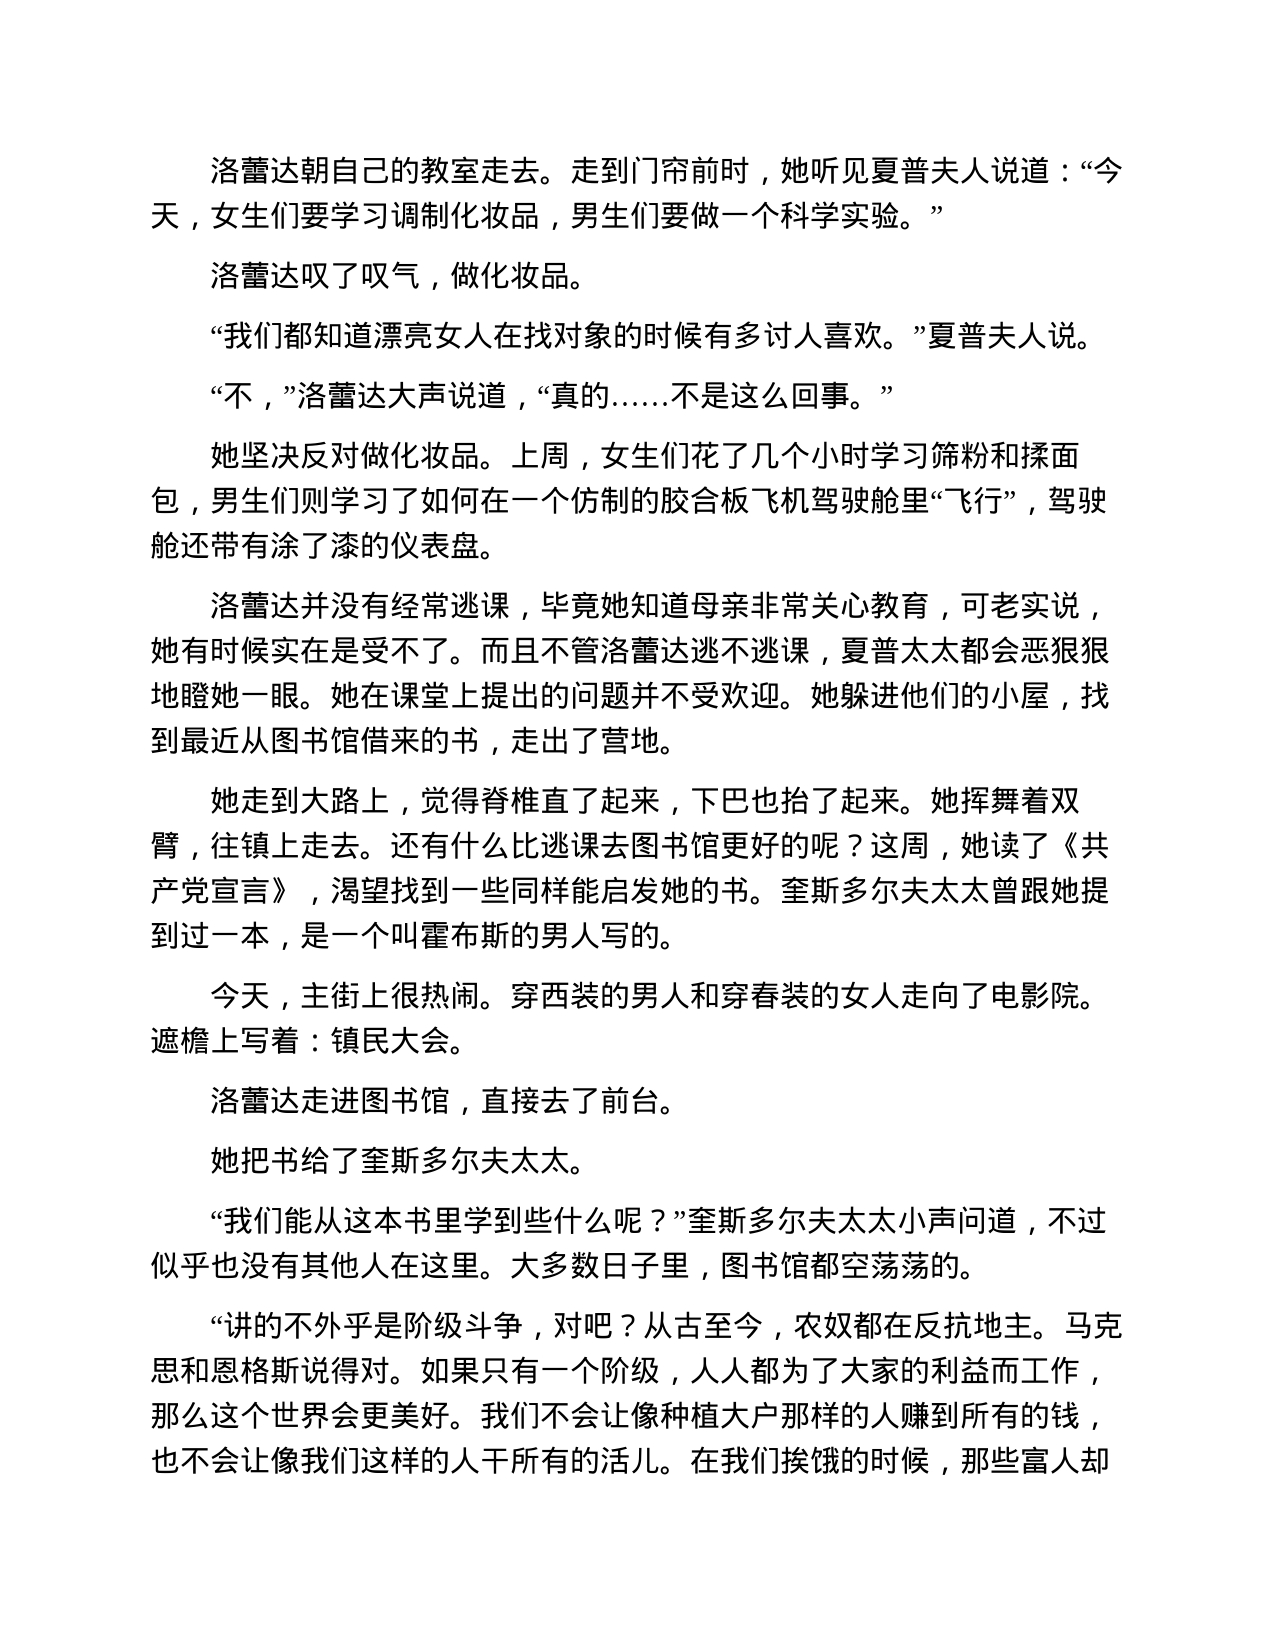 洛蕾达朝自己的教室走去。走到门帘前时，她听见夏普夫人说道：“今
天，女生们要学习调制化妆品，男生们要做一个科学实验。”
洛蕾达叹了叹气，做化妆品。
“我们都知道漂亮女人在找对象的时候有多讨人喜欢。”夏普夫人说。
“不，”洛蕾达大声说道，“真的……不是这么回事。”
她坚决反对做化妆品。上周，女生们花了几个小时学习筛粉和揉面
包，男生们则学习了如何在一个仿制的胶合板飞机驾驶舱里“飞行”，驾驶
舱还带有涂了漆的仪表盘。
洛蕾达并没有经常逃课，毕竟她知道母亲非常关心教育，可老实说，
她有时候实在是受不了。而且不管洛蕾达逃不逃课，夏普太太都会恶狠狠
地瞪她一眼。她在课堂上提出的问题并不受欢迎。她躲进他们的小屋，找
到最近从图书馆借来的书，走出了营地。
她走到大路上，觉得脊椎直了起来，下巴也抬了起来。她挥舞着双
臂，往镇上走去。还有什么比逃课去图书馆更好的呢？这周，她读了《共
产党宣言》，渴望找到一些同样能启发她的书。奎斯多尔夫太太曾跟她提
到过一本，是一个叫霍布斯的男人写的。
今天，主街上很热闹。穿西装的男人和穿春装的女人走向了电影院。
遮檐上写着：镇民大会。
洛蕾达走进图书馆，直接去了前台。
她把书给了奎斯多尔夫太太。
“我们能从这本书里学到些什么呢？”奎斯多尔夫太太小声问道，不过
似乎也没有其他人在这里。大多数日子里，图书馆都空荡荡的。
“讲的不外乎是阶级斗争，对吧？从古至今，农奴都在反抗地主。马克
思和恩格斯说得对。如果只有一个阶级，人人都为了大家的利益而工作，
那么这个世界会更美好。我们不会让像种植大户那样的人赚到所有的钱，
也不会让像我们这样的人干所有的活儿。在我们挨饿的时候，那些富人却